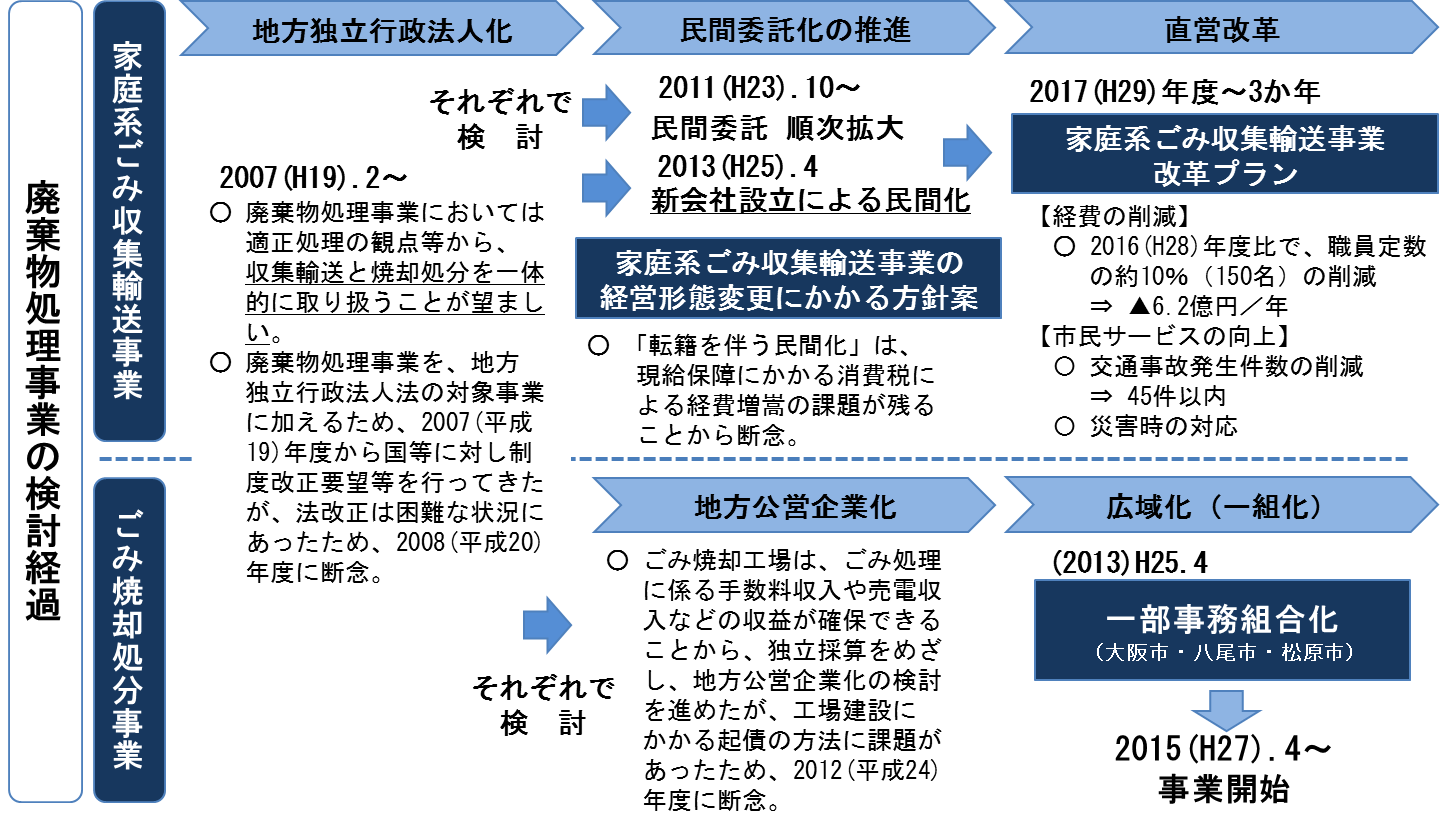 廃棄物処理事業の検討経過
家庭系ごみ収集輸送事業
地方独立行政法人化
民間委託化の推進
直営改革
それぞれで
検　討
2007(H19).2～
○ 廃棄物処理事業においては
適正処理の観点等から、
収集輸送と焼却処分を一体
的に取り扱うことが望まし
い。
○ 廃棄物処理事業を、地方
独立行政法人法の対象事業
に加えるため、2007(平成
19)年度から国等に対し制
度改正要望等を行ってきた
が、法改正は困難な状況に
あったため、2008(平成20)
年度に断念。
2011(H23).10～
民間委託 順次拡大
2013(H25).4
新会社設立による民間化
家庭系ごみ収集輸送事業の
経営形態変更にかかる方針案
○ 「転籍を伴う民間化」は、
現給保障にかかる消費税に
よる経費増嵩の課題が残る
ことから断念。
2017(H29)年度～3か年
家庭系ごみ収集輸送事業
改革プラン
【経費の削減】
○ 2016(H28)年度比で、職員定数
の約10％（150名）の削減
⇒ ▲6.2億円／年
【市民サービスの向上】
○ 交通事故発生件数の削減
⇒ 45件以内
○ 災害時の対応
ごみ焼却処分事業
それぞれで
検　討
地方公営企業化
○ ごみ焼却工場は、ごみ処理
に係る手数料収入や売電収
入などの収益が確保できる
ことから、独立採算をめざ
し、地方公営企業化の検討
を進めたが、工場建設に
かかる起債の方法に課題が
あったため、2012(平成24)
年度に断念。
広域化（一組化）
(2013)H25.4
一部事務組合化
（大阪市・八尾市・松原市）
2015(H27).4～
事業開始